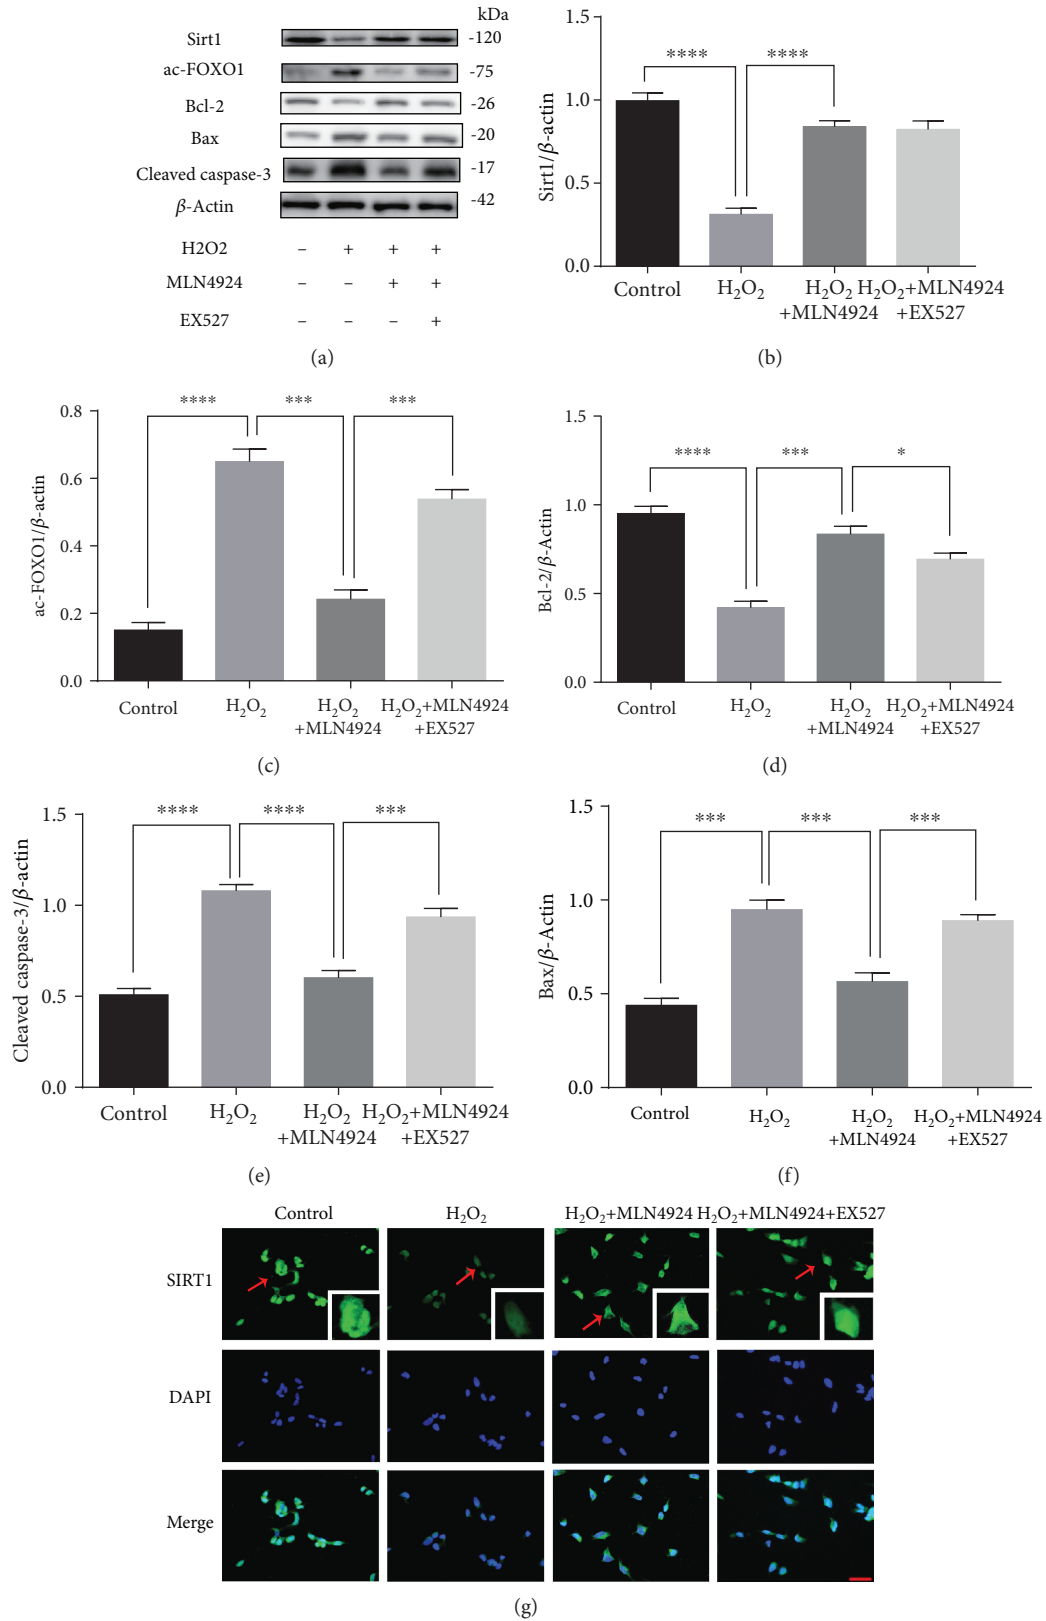 kDa
Sirt1 -120
ac-FOXO1 -75
Bcl-2 -26
Bax -20
Cleaved caspase-3 -17
β-Actin -42
H2O2 – + + +
MLN4924 – – + +
EX527 – – – +
(a)
Sirt1/β-actin
1.5
1.0
0.5
0.0
**** ****
Control H₂O₂ H₂O₂ H₂O₂+MLN4924
+MLN4924 +EX527
(b)
ac-FOXO1/β-actin
0.8
0.6
0.4
0.2
0.0
**** *** ***
Control H₂O₂ H₂O₂ H₂O₂+MLN4924
+MLN4924 +EX527
(c)
Bcl-2/β-Actin
1.5
1.0
0.5
0.0
**** *** *
Control H₂O₂ H₂O₂ H₂O₂+MLN4924
+MLN4924 +EX527
(d)
Cleaved caspase-3/β-actin
1.5
1.0
0.5
0.0
**** **** ***
Control H₂O₂ H₂O₂ H₂O₂+MLN4924
+MLN4924 +EX527
(e)
Bax/β-Actin
1.5
1.0
0.5
0.0
*** *** ***
Control H₂O₂ H₂O₂ H₂O₂+MLN4924
+MLN4924 +EX527
(f)
Control H₂O₂ H₂O₂+MLN4924 H₂O₂+MLN4924+EX527
SIRT1
DAPI
Merge
(g)